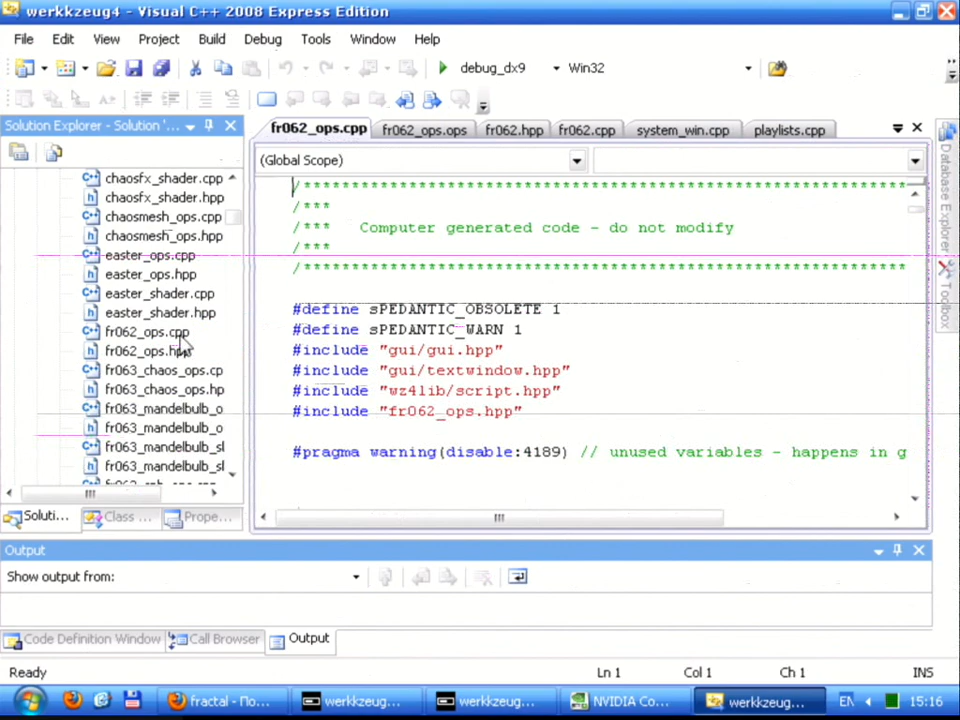 werkkzeug4 - Visual C++ 2008 Express Edition
File Edit View Project Build Debug Tools Window Help
debug_dx9 Win32
Solution Explorer - Solution '...
fr062_ops.cpp fr062_ops.ops fr062.hpp fr062.cpp system_win.cpp playlists.cpp
(Global Scope)
chaosfx_shader.cpp
chaosfx_shader.hpp
chaosmesh_ops.cpp
chaosmesh_ops.hpp
easter_ops.cpp
easter_ops.hpp
easter_shader.cpp
easter_shader.hpp
fr062_ops.cpp
fr062_ops.hpp
fr063_chaos_ops.cp
fr063_chaos_ops.hp
fr063_mandelbulb_o
fr063_mandelbulb_o
fr063_mandelbulb_sl
fr063_mandelbulb_sl
/*******************************************************************
/***
/*** Computer generated code - do not modify
/***
/*******************************************************************
#define sPEDANTIC_OBSOLETE 1
#define sPEDANTIC_WARN 1
#include "gui/gui.hpp"
#include "gui/textwindow.hpp"
#include "wz4lib/script.hpp"
#include "fr062_ops.hpp"
#pragma warning(disable:4189) // unused variables - happens in g
Database Explorer
Toolbox
Soluti... Class ... Prope...
Output
Show output from:
Code Definition Window Call Browser Output
Ready Ln 1 Col 1 Ch 1 INS
fractal - По... werkkzeug... werkkzeug... NVIDIA Co... werkkzeug... EN 15:16